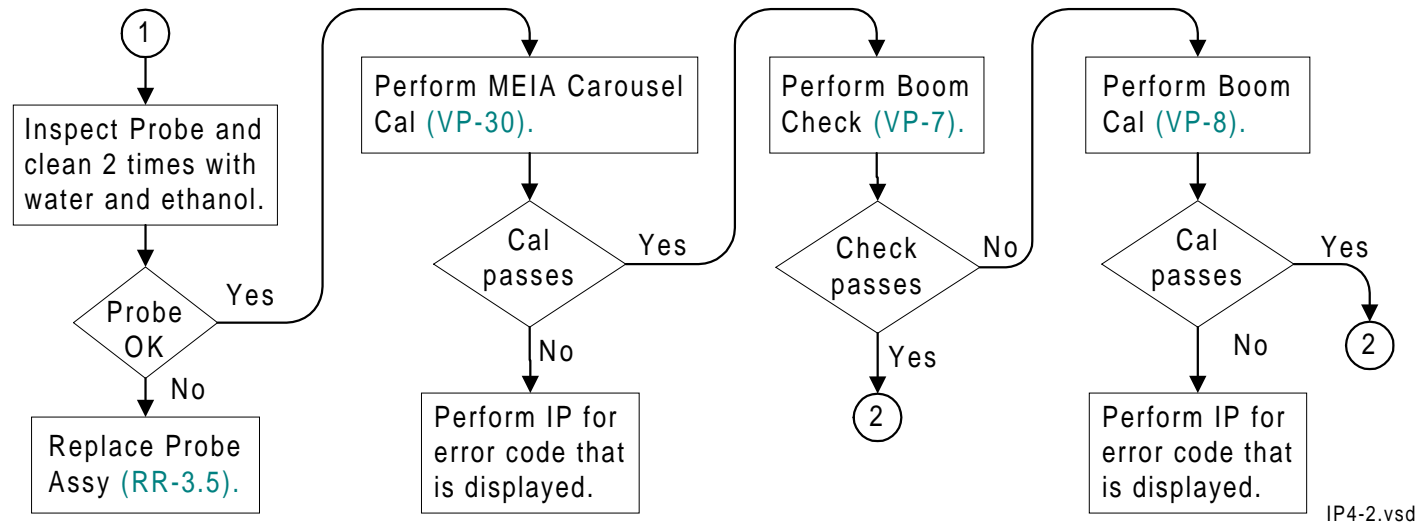 1
Inspect Probe and
clean 2 times with
water and ethanol.
Probe
OK
Yes
No
Replace Probe
Assy (RR-3.5).
Perform MEIA Carousel
Cal (VP-30).
Cal
passes
Yes
No
Perform IP for
error code that
is displayed.
Perform Boom
Check (VP-7).
Check
passes
No
Yes
2
Perform Boom
Cal (VP-8).
Cal
passes
Yes
2
No
Perform IP for
error code that
is displayed.
IP4-2.vsd